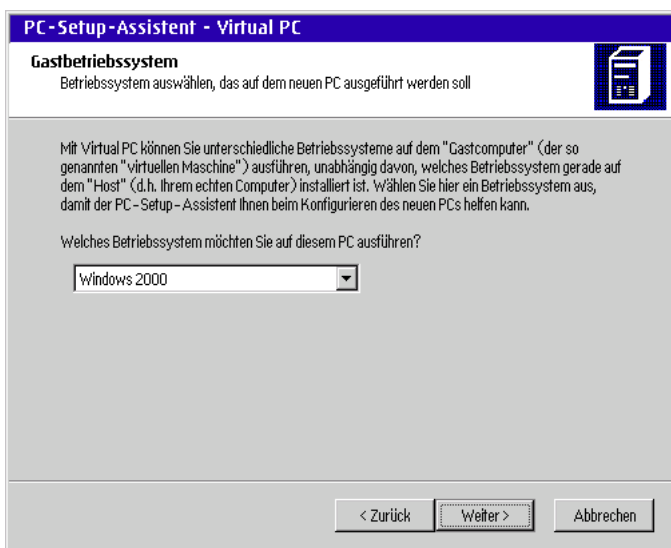 PC-Setup-Assistent - Virtual PC
Gastbetriebssystem
Betriebssystem auswählen, das auf dem neuen PC ausgeführt werden soll
Mit Virtual PC können Sie unterschiedliche Betriebssysteme auf dem "Gastcomputer" (der so
genannten "virtuellen Maschine") ausführen, unabhängig davon, welches Betriebssystem gerade auf
dem "Host" (d.h. Ihrem echten Computer) installiert ist. Wählen Sie hier ein Betriebssystem aus,
damit der PC-Setup-Assistent Ihnen beim Konfigurieren des neuen PCs helfen kann.
Welches Betriebssystem möchten Sie auf diesem PC ausführen?
Windows 2000
< Zurück Weiter > Abbrechen